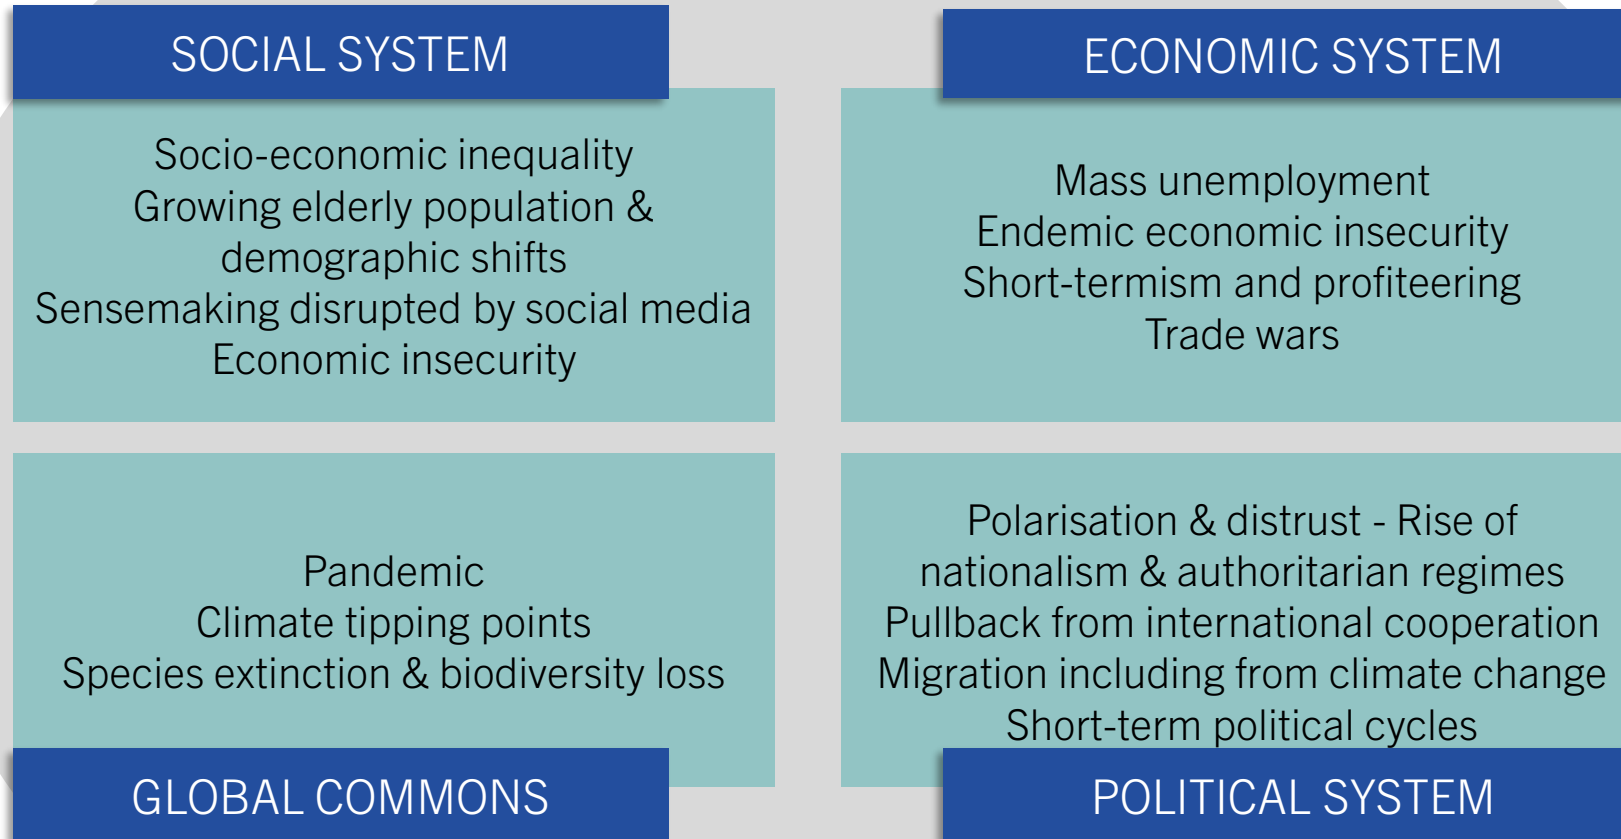 SOCIAL SYSTEM
Socio-economic inequality
Growing elderly population &
demographic shifts
Sensemaking disrupted by social media
Economic insecurity
ECONOMIC SYSTEM
Mass unemployment
Endemic economic insecurity
Short-termism and profiteering
Trade wars
Pandemic
Climate tipping points
Species extinction & biodiversity loss
GLOBAL COMMONS
Polarisation & distrust - Rise of
nationalism & authoritarian regimes
Pullback from international cooperation
Migration including from climate change
Short-term political cycles
POLITICAL SYSTEM